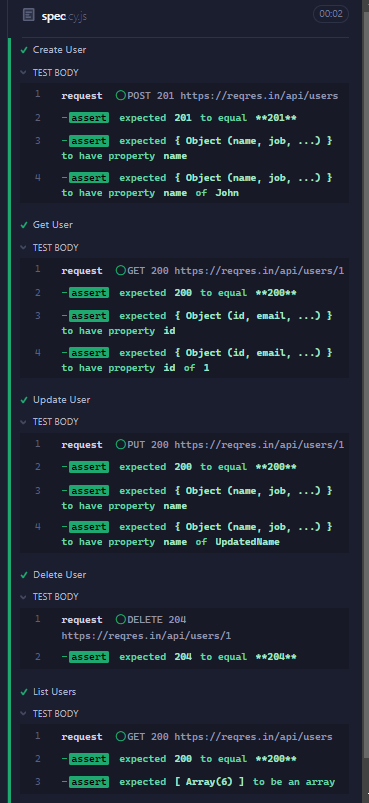 spec.cy.js 00:02
Create User
TEST BODY
1 request POST 201 https://reqres.in/api/users
2 -assert expected 201 to equal **201**
3 -assert expected { Object (name, job, ...) }
to have property name
4 -assert expected { Object (name, job, ...) }
to have property name of John
Get User
TEST BODY
1 request GET 200 https://reqres.in/api/users/1
2 -assert expected 200 to equal **200**
3 -assert expected { Object (id, email, ...) }
to have property id
4 -assert expected { Object (id, email, ...) }
to have property id of 1
Update User
TEST BODY
1 request PUT 200 https://reqres.in/api/users/1
2 -assert expected 200 to equal **200**
3 -assert expected { Object (name, job, ...) }
to have property name
4 -assert expected { Object (name, job, ...) }
to have property name of UpdatedName
Delete User
TEST BODY
1 request DELETE 204
https://reqres.in/api/users/1
2 -assert expected 204 to equal **204**
List Users
TEST BODY
1 request GET 200 https://reqres.in/api/users
2 -assert expected 200 to equal **200**
3 -assert expected [ Array(6) ] to be an array